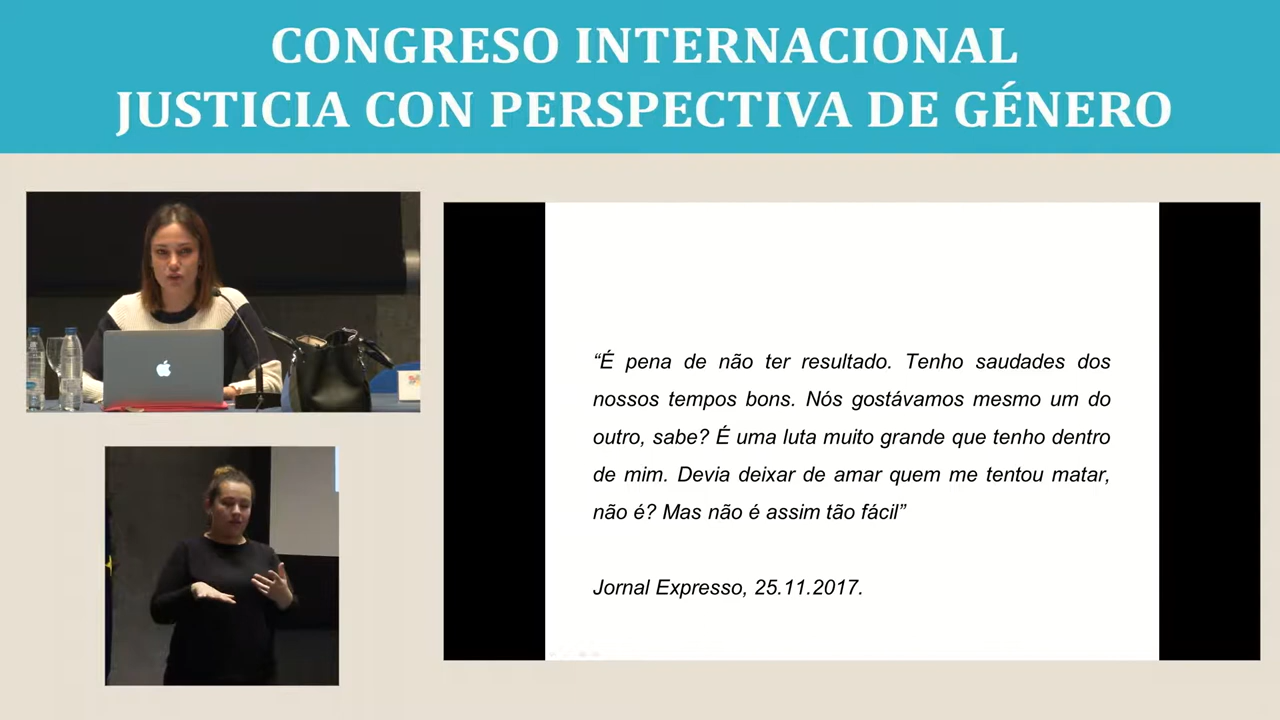 CONGRESO INTERNACIONAL
JUSTICIA CON PERSPECTIVA DE GÉNERO
“É pena de não ter resultado. Tenho saudades dos
nossos tempos bons. Nós gostávamos mesmo um do
outro, sabe? É uma luta muito grande que tenho dentro
de mim. Devia deixar de amar quem me tentou matar,
não é? Mas não é assim tão fácil”
Jornal Expresso, 25.11.2017.